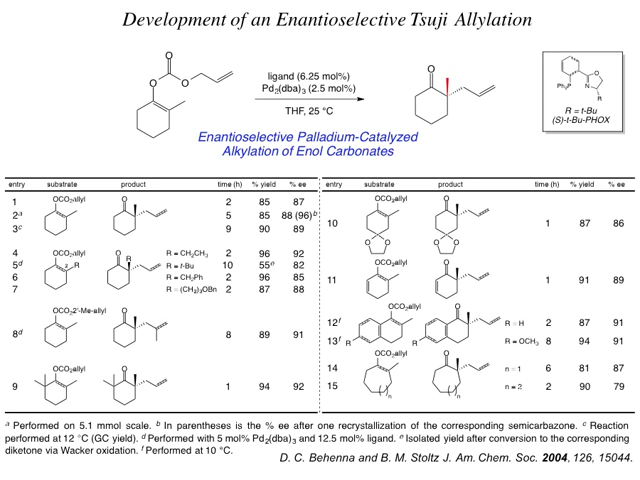 Development of an Enantioselective Tsuji Allylation
O
O
O
O
ligand (6.25 mol%)
Pd2(dba)3 (2.5 mol%)
THF, 25 °C
Ph2P
N
O
R
R = t-Bu
(S)-t-Bu-PHOX
Enantioselective Palladium-Catalyzed
Alkylation of Enol Carbonates
entry substrate product time (h) % yield % ee
1 OCO2allyl O 2 85 87
2a 5 85 88 (96)b
3c 9 90 89
4 OCO2allyl O R = CH2CH3 2 96 92
5d 2 R R R = t-Bu 10 55e 82
6 R = CH2Ph 2 96 85
7 R = (CH2)3OBn 2 87 88
8d OCO22'-Me-allyl O 8 89 91
9 OCO2allyl O 1 94 92
entry substrate product time (h) % yield % ee
10 OCO2allyl O 1 87 86
O O O O
11 OCO2allyl O 1 91 89
12f OCO2allyl O R = H 2 87 91
13f R R R = OCH3 8 94 91
14 OCO2allyl O n = 1 6 81 87
15 n n n = 2 2 90 79
a Performed on 5.1 mmol scale. b In parentheses is the % ee after one recrystallization of the corresponding semicarbazone. c Reaction
performed at 12 °C (GC yield). d Performed with 5 mol% Pd2(dba)3 and 12.5 mol% ligand. e Isolated yield after conversion to the corresponding
diketone via Wacker oxidation. f Performed at 10 °C.
D. C. Behenna and B. M. Stoltz J. Am. Chem. Soc. 2004, 126, 15044.